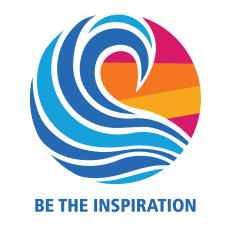 BE THE INSPIRATION